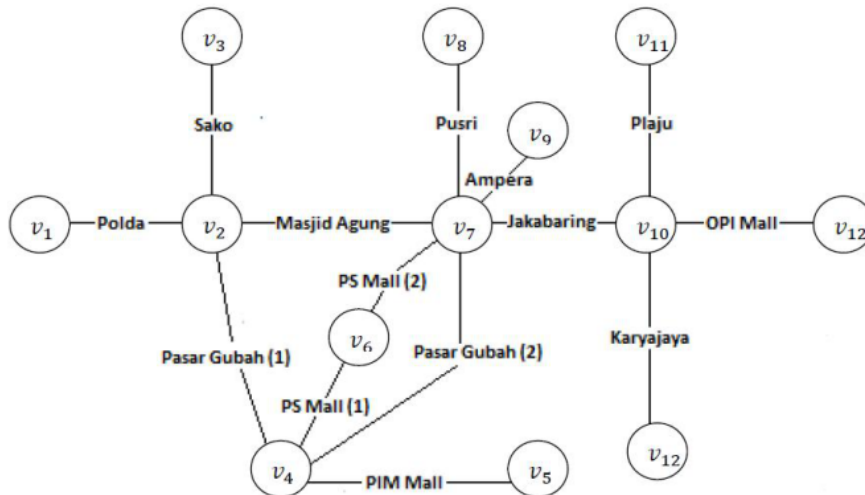 v3
v8
v11
Sako
Pusri
Plaju
v9
Ampera
v1
Polda
v2
Masjid Agung
v7
Jakabaring
v10
OPI Mall
v12
PS Mall (2)
Karyajaya
v6
Pasar Gubah (1)
Pasar Gubah (2)
PS Mall (1)
v12
v4
PIM Mall
v5